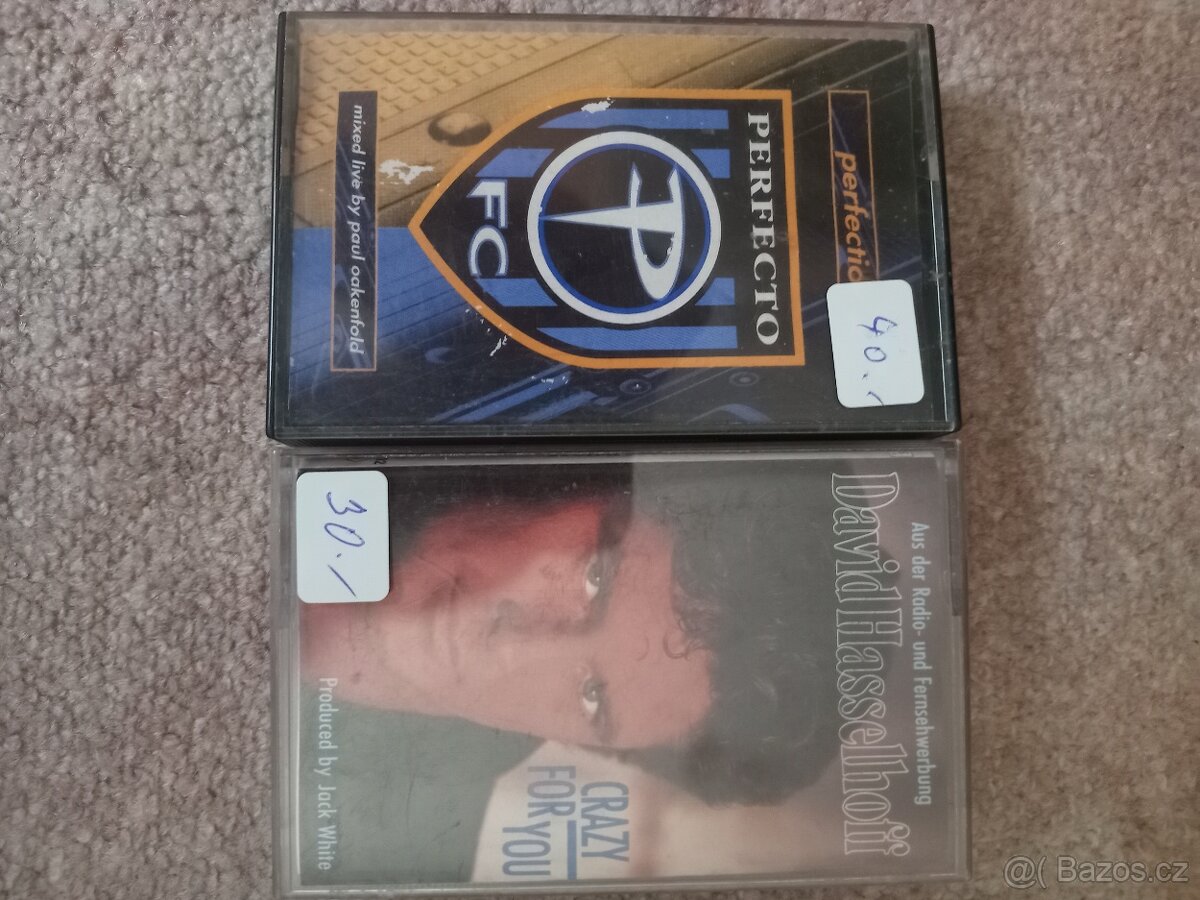 perfectio
40.-
PERFECTO
P
FC
mixed live by paul oakenfold
Aus der Radio- und Fernsehwerbung
David Hasselhoff
CRAZY
FOR YOU
30.-
Produced by Jack White
@( Bazos.cz